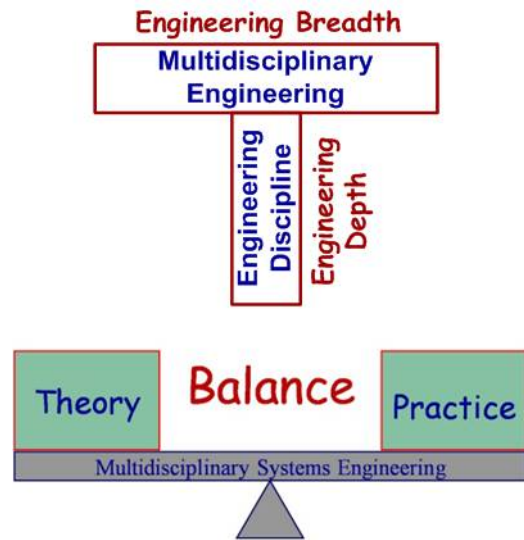 Engineering Breadth
Multidisciplinary
Engineering
Engineering
Discipline
Engineering
Depth
Balance
Theory
Practice
Multidisciplinary Systems Engineering